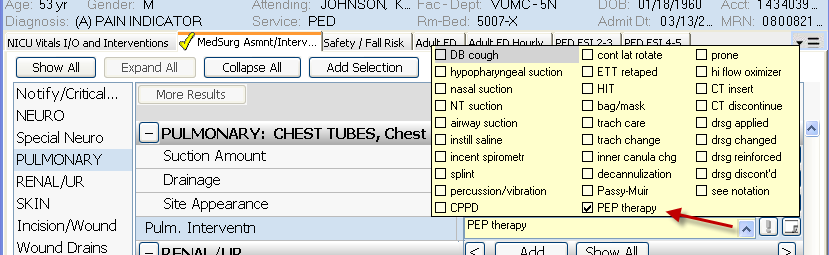 Age: 53 yr Gender: M Attending: JOHNSON, K... Fac-Dept: VUMC-5N DOB: 01/18/1960 Acct: 1434039...
Diagnosis: (A) PAIN INDICATOR Service: PED Rm-Bed: 5007-X Admit Dt: 03/13/2... MRN: 0800821
NICU Vitals I/O and Interventions MedSurg Asmnt/Interv... Safety / Fall Risk Adult ED Adult ED Hourly PED ESI 2-3 PED ESI 4-5
Show All Expand All Collapse All Add Selection
Notify/Critical...
NEURO
Special Neuro
PULMONARY
RENAL/UR
SKIN
Incision/Wound
Wound Drains
More Results
PULMONARY: CHEST TUBES, Chest
Suction Amount
Drainage
Site Appearance
Pulm. Interventn
RENAL /UR
DB cough
hypopharyngeal suction
nasal suction
NT suction
airway suction
instill saline
incent spirometr
splint
percussion/vibration
CPPD
cont lat rotate
ETT retaped
HIT
bag/mask
trach care
trach change
inner canula chg
decannulization
Passy-Muir
PEP therapy
prone
hi flow oximizer
CT insert
CT discontinue
drsg applied
drsg changed
drsg reinforced
drsg discont'd
see notation
PEP therapy
< Add Show All >